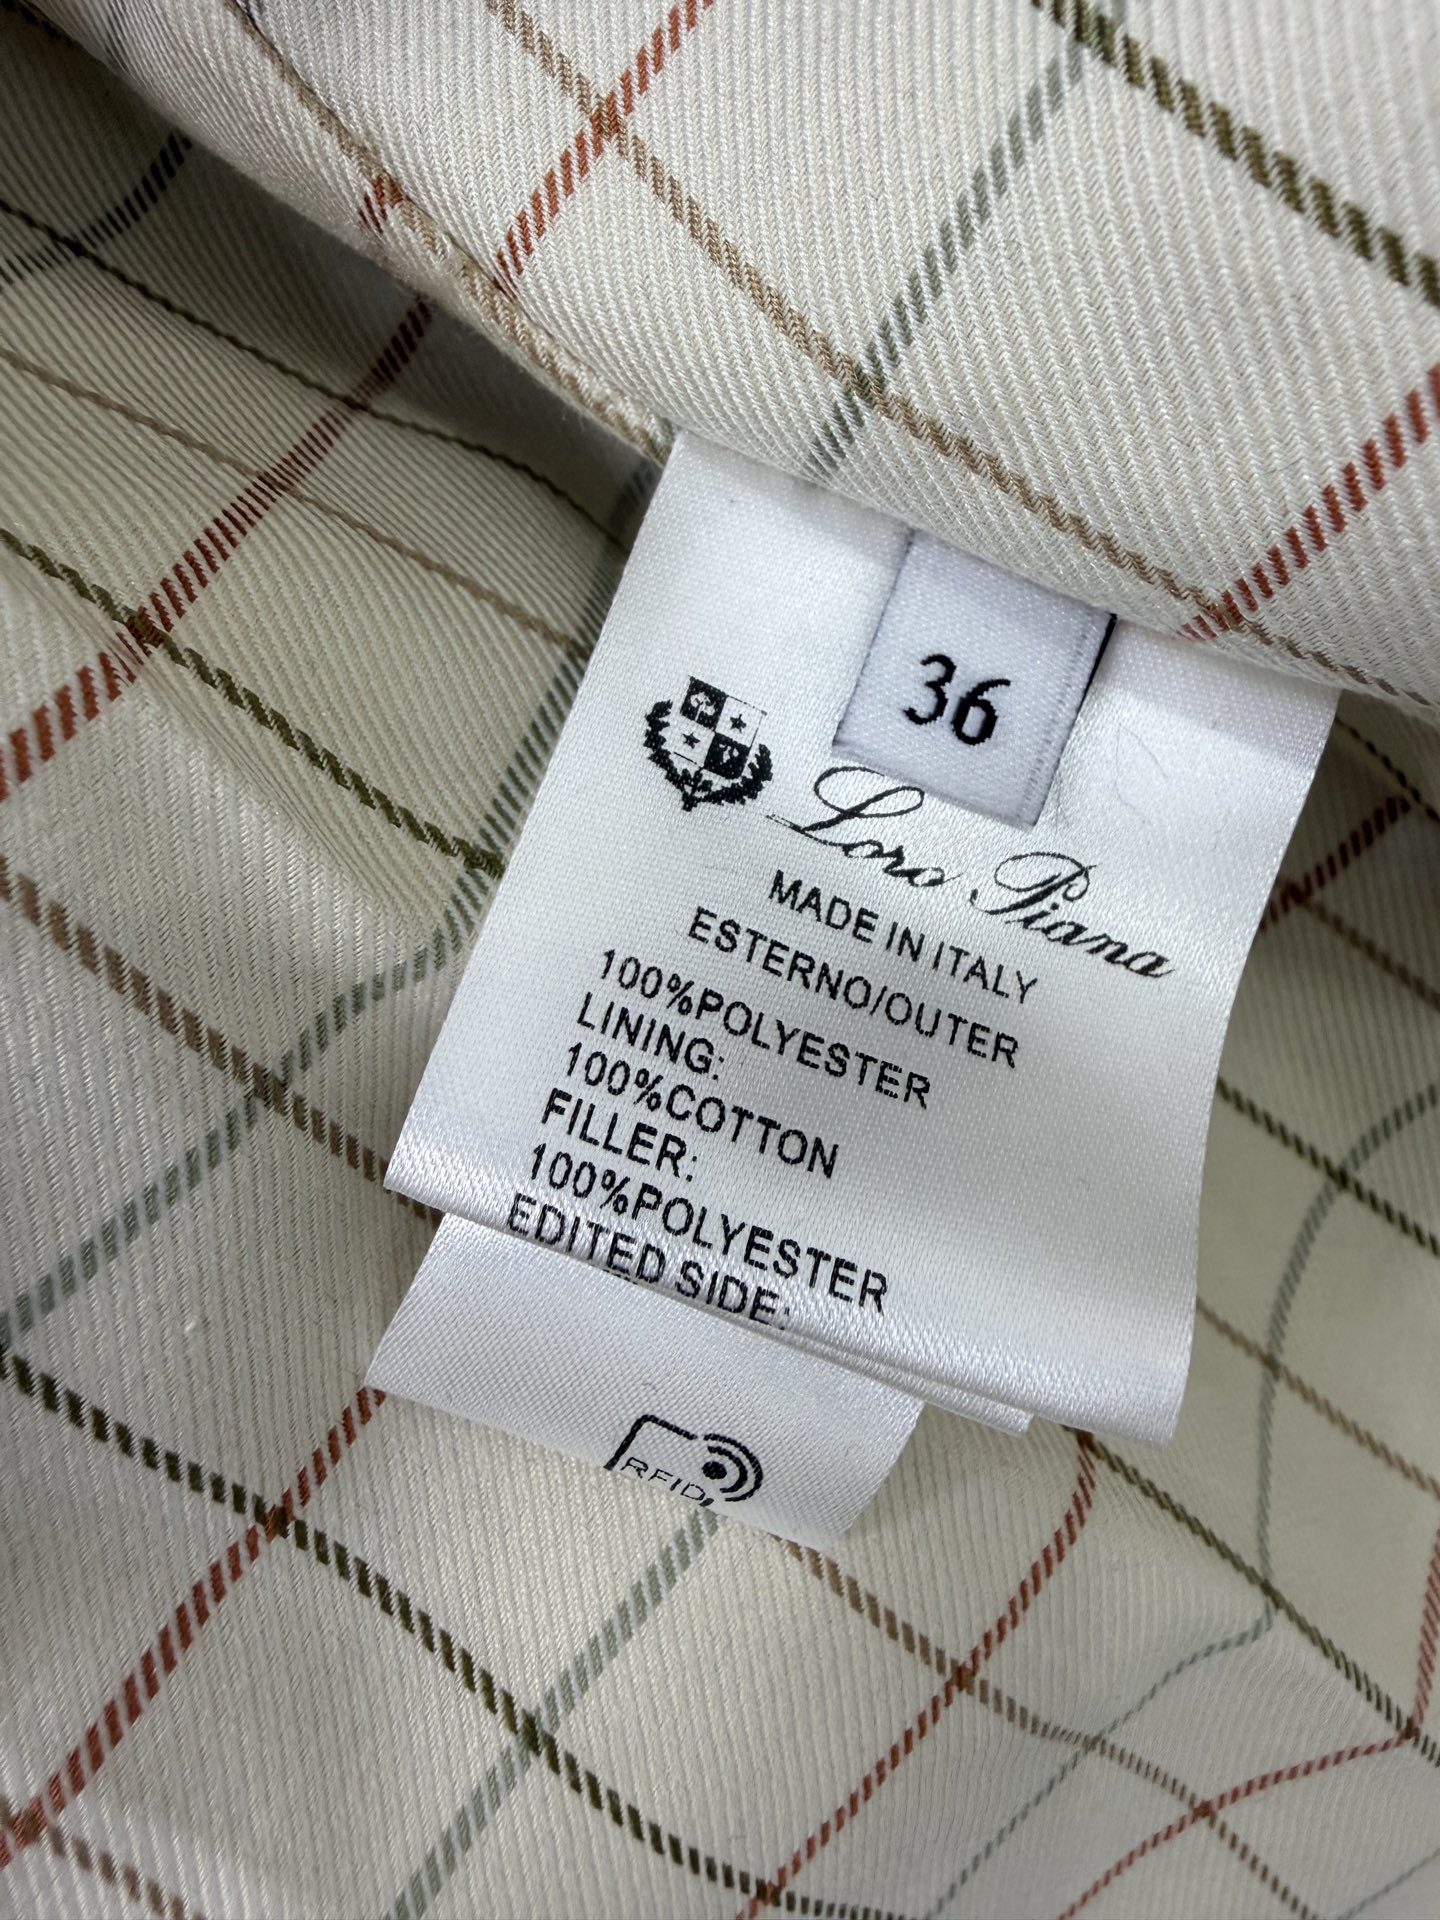 36
Loro Piana
MADE IN ITALY
ESTERNO/OUTER
100%POLYESTER
LINING:
100%COTTON
FILLER:
100%POLYESTER
EDITED SIDE:
RFID